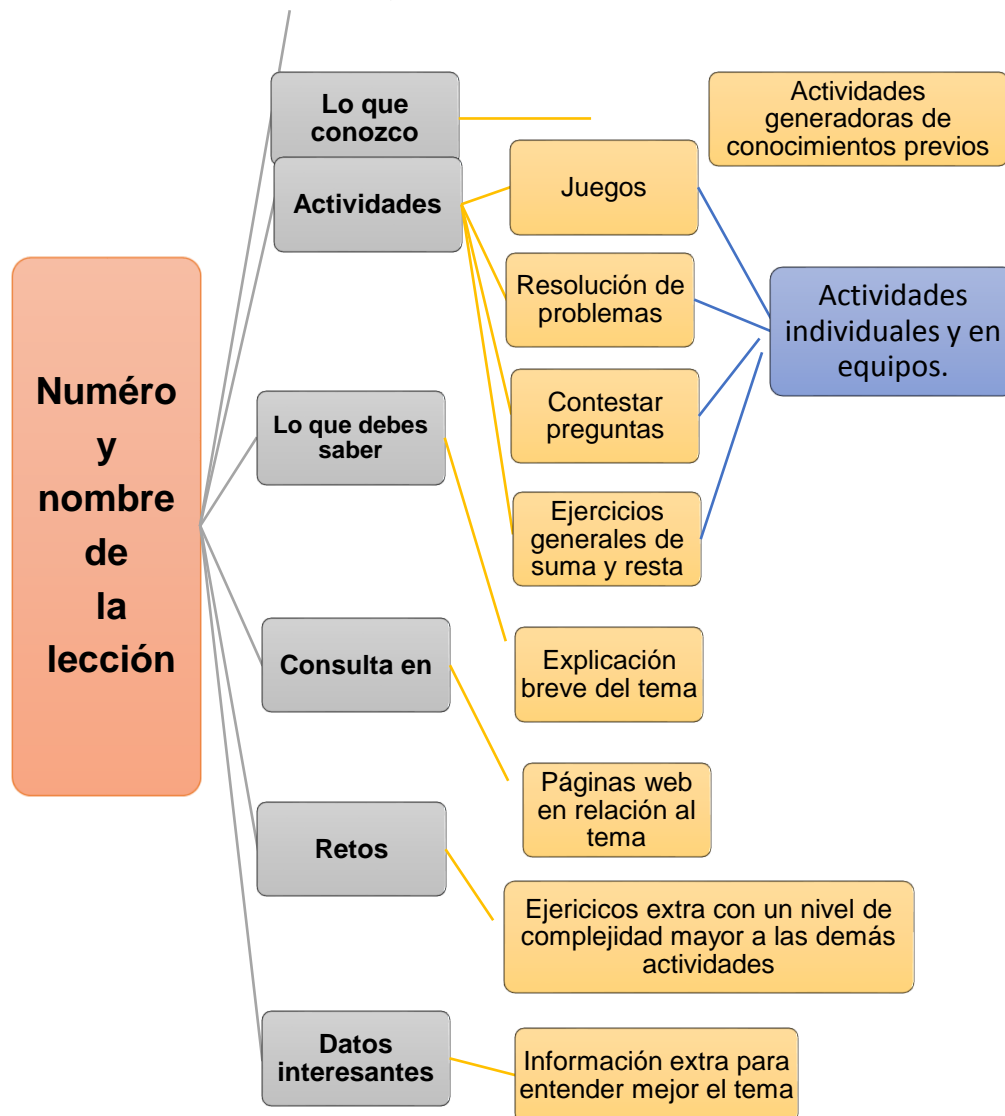 Numéro
y
nombre
de
la
lección
Lo que
conozco
Actividades
generadoras de
conocimientos previos
Actividades
Juegos
Resolución de
problemas
Contestar
preguntas
Ejercicios
generales de
suma y resta
Actividades
individuales y en
equipos.
Lo que debes
saber
Explicación
breve del tema
Consulta en
Páginas web
en relación al
tema
Retos
Ejericicos extra con un nivel de
complejidad mayor a las demás
actividades
Datos
interesantes
Información extra para
entender mejor el tema